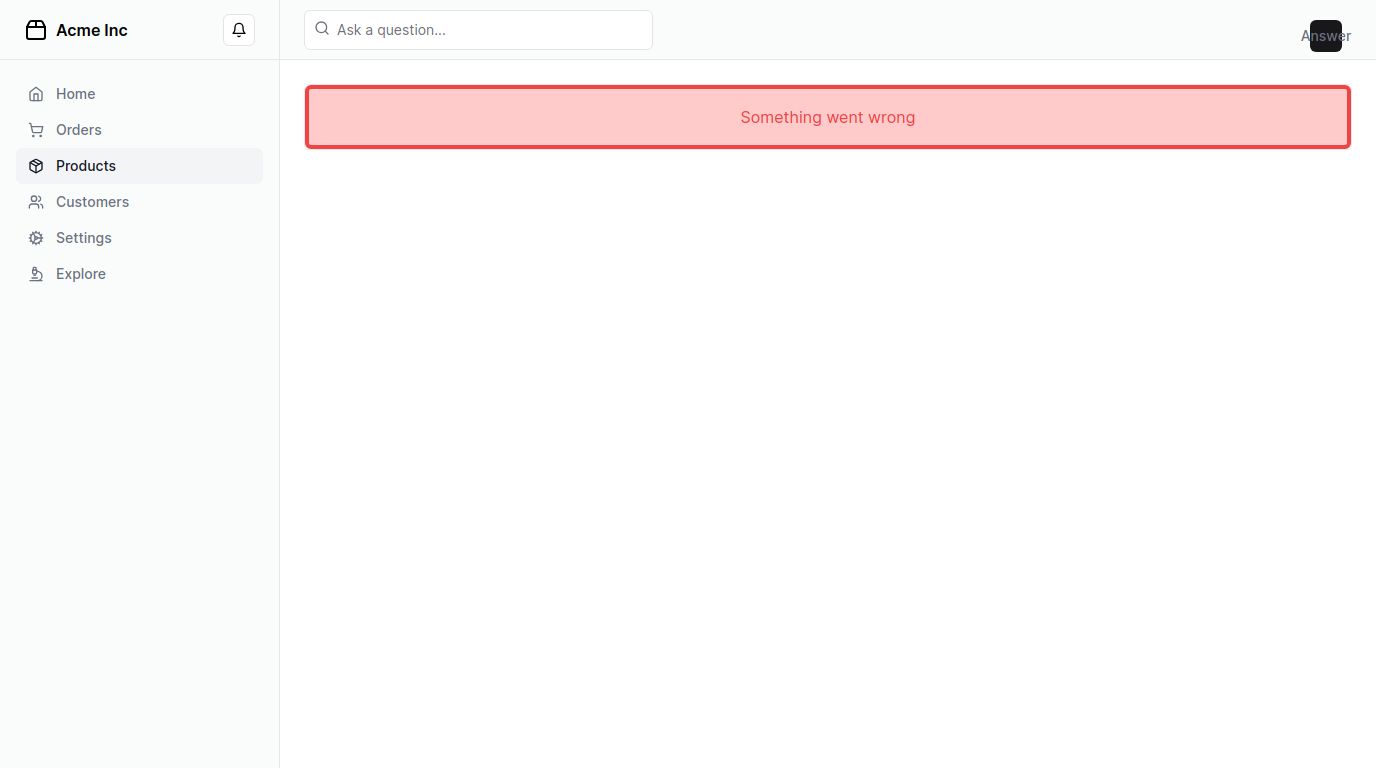 Acme Inc
Ask a question...
Answer
Home
Orders
Products
Customers
Settings
Explore
Something went wrong